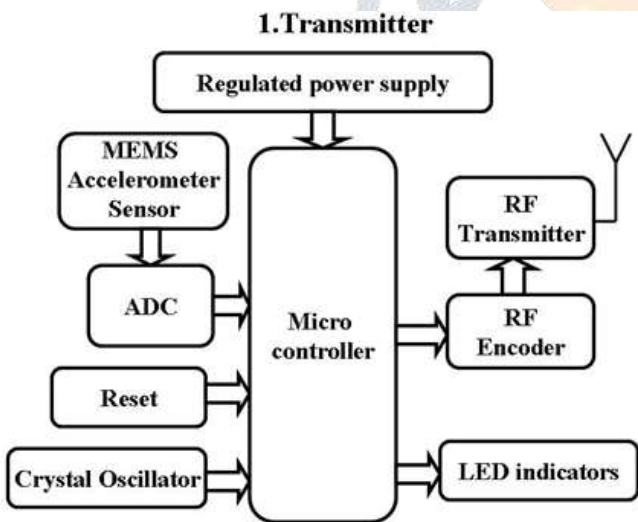 1.Transmitter
Regulated power supply
MEMS
Accelerometer
Sensor
ADC
Reset
Crystal Oscillator
Micro
controller
RF
Transmitter
RF
Encoder
LED indicators